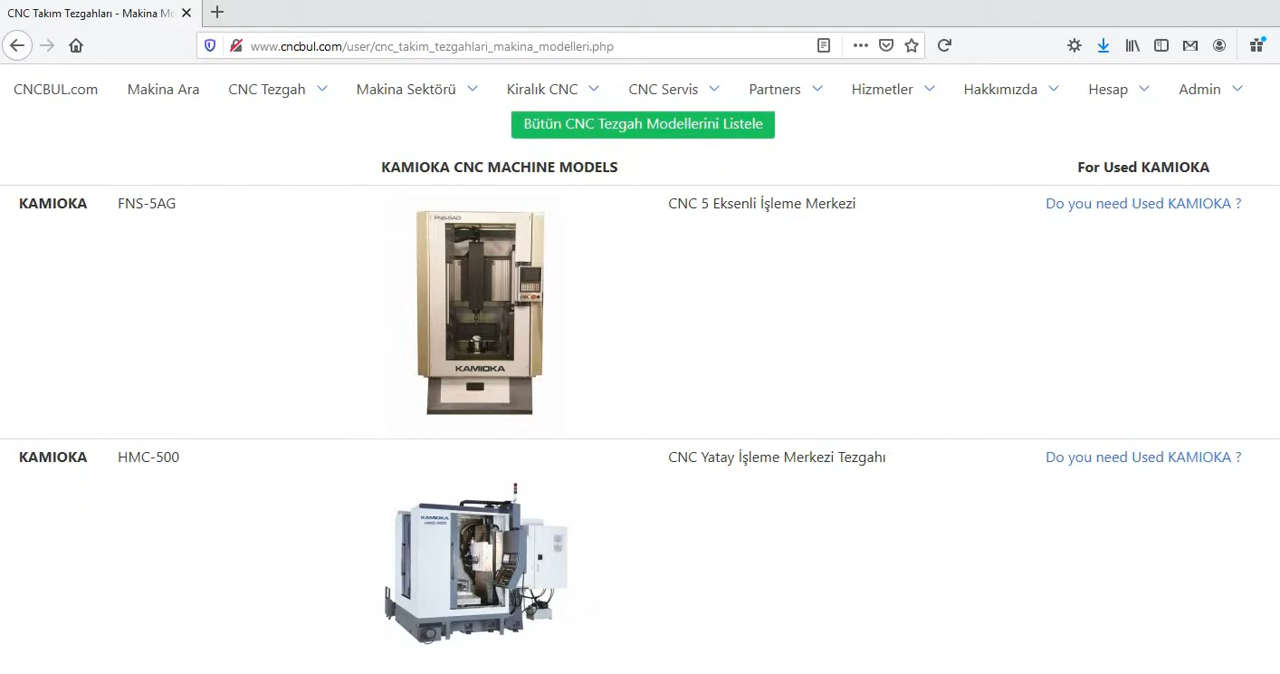 CNC Takım Tezgahları - Makina Mo
www.cncbul.com/user/cnc_takim_tezgahlari_makina_modelleri.php
CNCBUL.com Makina Ara CNC Tezgah Makina Sektörü Kiralık CNC CNC Servis Partners Hizmetler Hakkımızda Hesap Admin
Bütün CNC Tezgah Modellerini Listele
KAMIOKA CNC MACHINE MODELS For Used KAMIOKA
KAMIOKA FNS-5AG CNC 5 Eksenli İşleme Merkezi Do you need Used KAMIOKA ?
FNS-5AG
KAMIOKA
KAMIOKA HMC-500 CNC Yatay İşleme Merkezi Tezgahı Do you need Used KAMIOKA ?
KAMIOKA